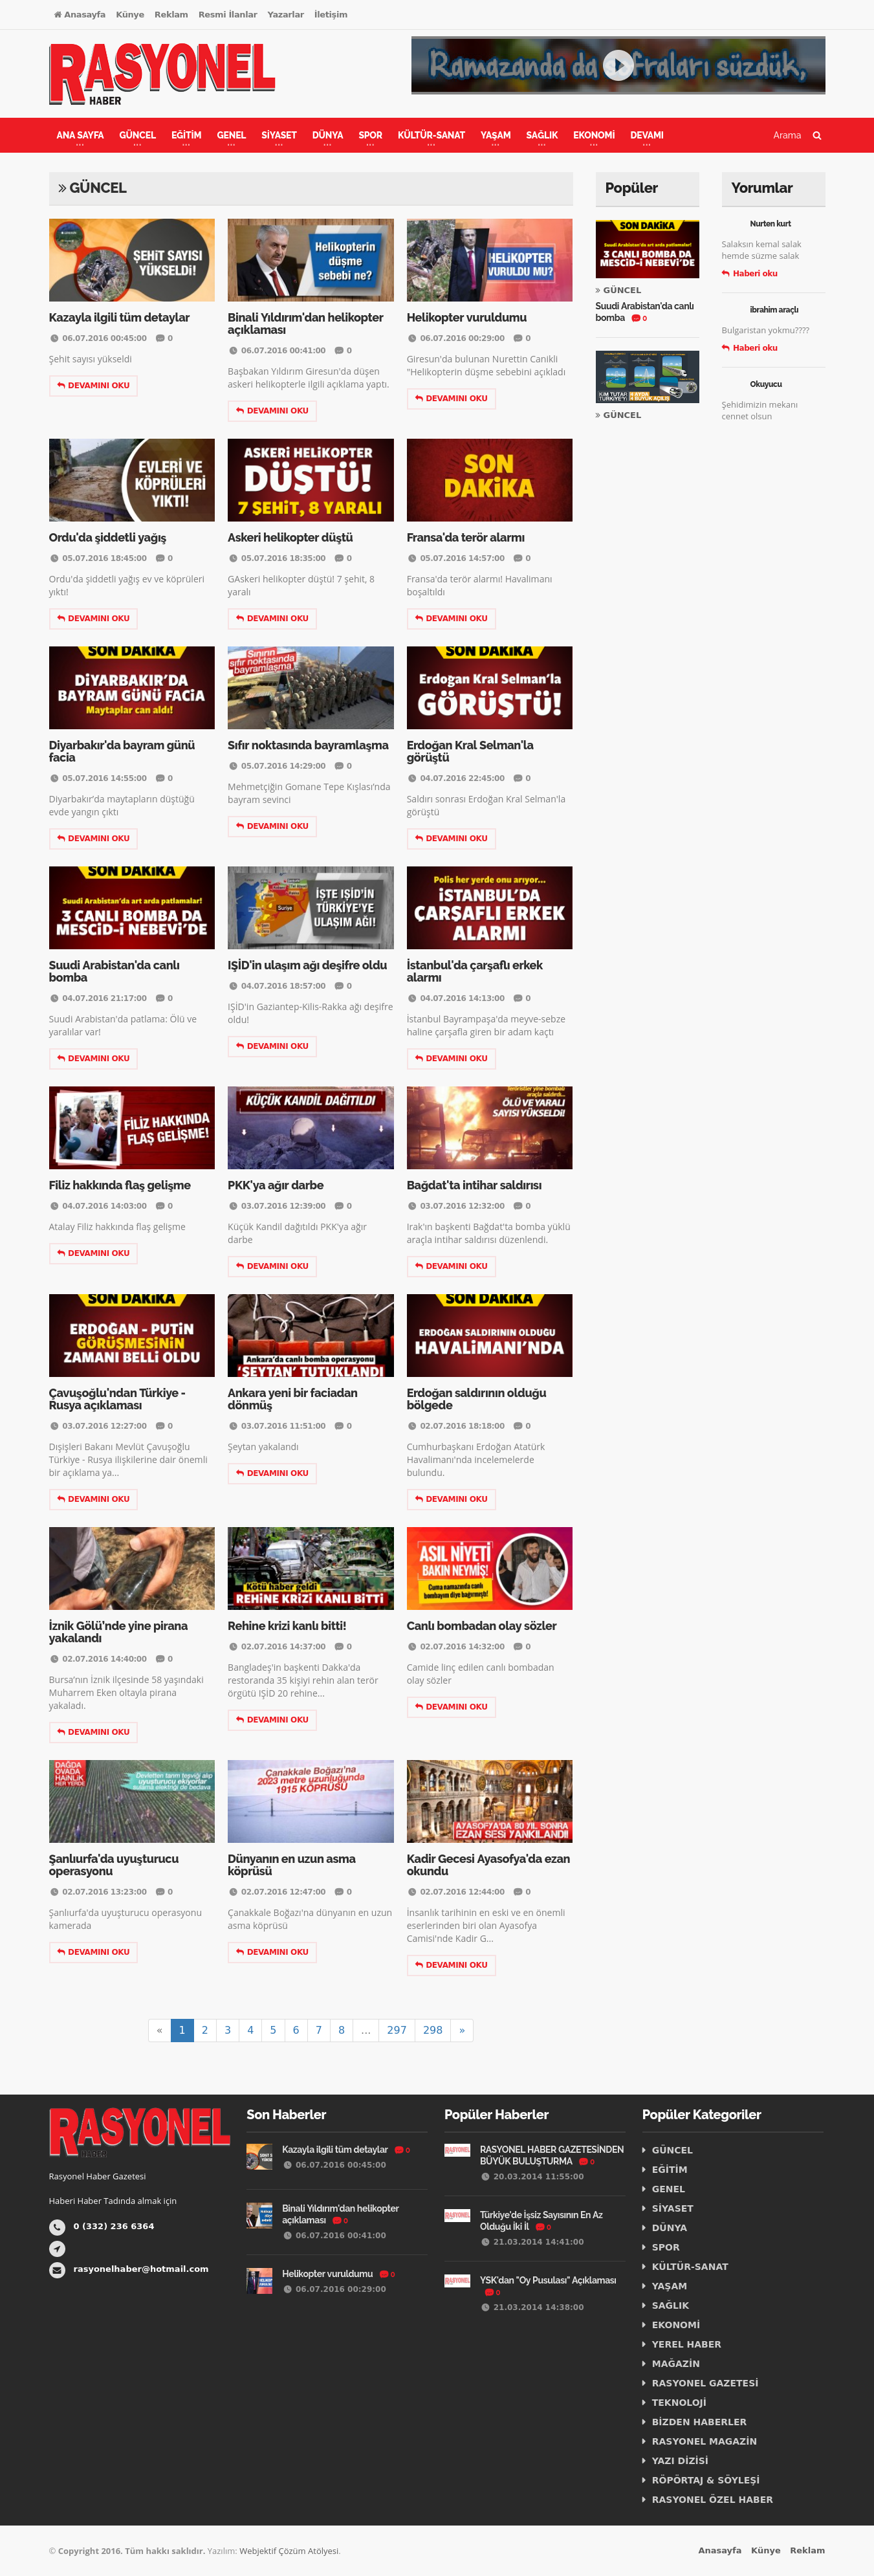 Anasayfa Künye Reklam Resmi İlanlar Yazarlar İletişim
RASYONEL
HABER
Ramazanda da sofraları süzdük,
ANA SAYFA GÜNCEL EĞİTİM GENEL SİYASET DÜNYA SPOR KÜLTÜR-SANAT YAŞAM SAĞLIK EKONOMİ DEVAMI Arama
GÜNCEL
ŞEHİT SAYISI
YÜKSELDİ!
Kazayla ilgili tüm detaylar
06.07.2016 00:45:00 0
Şehit sayısı yükseldi
DEVAMINI OKU
Helikopterin
düşme
sebebi ne?
Binali Yıldırım'dan helikopter
açıklaması
06.07.2016 00:41:00 0
Başbakan Yıldırım Giresun'da düşen
askeri helikopterle ilgili açıklama yaptı.
DEVAMINI OKU
HELİKOPTER
VURULDU MU?
Helikopter vuruldumu
06.07.2016 00:29:00 0
Giresun'da bulunan Nurettin Canikli
"Helikopterin düşme sebebini açıkladı
DEVAMINI OKU
EVLERİ VE
KÖPRÜLERİ
YIKTI!
Ordu'da şiddetli yağış
05.07.2016 18:45:00 0
Ordu'da şiddetli yağış ev ve köprüleri
yıktı!
DEVAMINI OKU
ASKERİ HELİKOPTER
DÜŞTÜ!
7 ŞEHİT, 8 YARALI
Askeri helikopter düştü
05.07.2016 18:35:00 0
GAskeri helikopter düştü! 7 şehit, 8
yaralı
DEVAMINI OKU
SON
DAKİKA
Fransa'da terör alarmı
05.07.2016 14:57:00 0
Fransa'da terör alarmı! Havalimanı
boşaltıldı
DEVAMINI OKU
SON DAKİKA
DİYARBAKIR'DA
BAYRAM GÜNÜ FACİA
Maytaplar can aldı!
Diyarbakır'da bayram günü
facia
05.07.2016 14:55:00 0
Diyarbakır'da maytapların düştüğü
evde yangın çıktı
DEVAMINI OKU
Sınırın
sıfır noktasında
bayramlaşma
Sıfır noktasında bayramlaşma
05.07.2016 14:29:00 0
Mehmetçiğin Gomane Tepe Kışlası'nda
bayram sevinci
DEVAMINI OKU
SON DAKİKA
Erdoğan Kral Selman'la
GÖRÜŞTÜ!
Erdoğan Kral Selman'la
görüştü
04.07.2016 22:45:00 0
Saldırı sonrası Erdoğan Kral Selman'la
görüştü
DEVAMINI OKU
SON DAKİKA
Suudi Arabistan'da art arda patlamalar!
3 CANLI BOMBA DA
MESCİD-İ NEBEVİ'DE
Suudi Arabistan'da canlı
bomba
04.07.2016 21:17:00 0
Suudi Arabistan'da patlama: Ölü ve
yaralılar var!
DEVAMINI OKU
Suriye
İŞTE IŞİD'İN
TÜRKİYE'YE
ULAŞIM AĞI!
IŞİD'in ulaşım ağı deşifre oldu
04.07.2016 18:57:00 0
IŞİD'in Gaziantep-Kilis-Rakka ağı deşifre
oldu!
DEVAMINI OKU
Polis her yerde onu arıyor...
İSTANBUL'DA
ÇARŞAFLI ERKEK
ALARMI
İstanbul'da çarşaflı erkek
alarmı
04.07.2016 14:13:00 0
İstanbul Bayrampaşa'da meyve-sebze
haline çarşafla giren bir adam kaçtı
DEVAMINI OKU
FİLİZ HAKKINDA
FLAŞ GELİŞME!
Filiz hakkında flaş gelişme
04.07.2016 14:03:00 0
Atalay Filiz hakkında flaş gelişme
DEVAMINI OKU
KÜÇÜK KANDİL DAĞITILDI
PKK'ya ağır darbe
03.07.2016 12:39:00 0
Küçük Kandil dağıtıldı PKK'ya ağır
darbe
DEVAMINI OKU
Teröristler yine bombalı
araçla saldırdı...
ÖLÜ VE YARALI
SAYISI YÜKSELDİ!
Bağdat'ta intihar saldırısı
03.07.2016 12:32:00 0
Irak'ın başkenti Bağdat'ta bomba yüklü
araçla intihar saldırısı düzenlendi.
DEVAMINI OKU
SON DAKİKA
ERDOĞAN - PUTİN
GÖRÜŞMESİNİN
ZAMANI BELLİ OLDU
Çavuşoğlu'ndan Türkiye -
Rusya açıklaması
03.07.2016 12:27:00 0
Dışişleri Bakanı Mevlüt Çavuşoğlu
Türkiye - Rusya ilişkilerine dair önemli
bir açıklama ya...
DEVAMINI OKU
Ankara'da canlı bomba operasyonu
'ŞEYTAN' TUTUKLANDI
Ankara yeni bir faciadan
dönmüş
03.07.2016 11:51:00 0
Şeytan yakalandı
DEVAMINI OKU
SON DAKİKA
ERDOĞAN SALDIRININ OLDUĞU
HAVALİMANI'NDA
Erdoğan saldırının olduğu
bölgede
02.07.2016 18:18:00 0
Cumhurbaşkanı Erdoğan Atatürk
Havalimanı'nda incelemelerde
bulundu.
DEVAMINI OKU
İznik Gölü'nde yine pirana
yakalandı
02.07.2016 14:40:00 0
Bursa'nın İznik ilçesinde 58 yaşındaki
Muharrem Eken oltayla pirana
yakaladı.
DEVAMINI OKU
Kötü haber geldi
REHİNE KRİZİ KANLI BİTTİ
Rehine krizi kanlı bitti!
02.07.2016 14:37:00 0
Bangladeş'in başkenti Dakka'da
restoranda 35 kişiyi rehin alan terör
örgütü IŞİD 20 rehine...
DEVAMINI OKU
ASIL NİYETİ
BAKIN NEYMİŞ!
Cuma namazında canlı
bombayım diye bağırmıştı!
Canlı bombadan olay sözler
02.07.2016 14:32:00 0
Camide linç edilen canlı bombadan
olay sözler
DEVAMINI OKU
DAĞDA
OVADA
HAİNLİK
HER YERDE
Devletten tarım teşviği alıp
uyuşturucu ekiyorlar
sulama elektriği de bedava
Şanlıurfa'da uyuşturucu
operasyonu
02.07.2016 13:23:00 0
Şanlıurfa'da uyuşturucu operasyonu
kamerada
DEVAMINI OKU
Çanakkale Boğazı'na
2023 metre uzunluğunda
1915 KÖPRÜSÜ
Dünyanın en uzun asma
köprüsü
02.07.2016 12:47:00 0
Çanakkale Boğazı'na dünyanın en uzun
asma köprüsü
DEVAMINI OKU
AYASOFYA'DA 80 YIL SONRA
EZAN SESİ YANKILANDI!
Kadir Gecesi Ayasofya'da ezan
okundu
02.07.2016 12:44:00 0
İnsanlık tarihinin en eski ve en önemli
eserlerinden biri olan Ayasofya
Camisi'nde Kadir G...
DEVAMINI OKU
« 1 2 3 4 5 6 7 8 ... 297 298 »
Popüler
SON DAKİKA
Suudi Arabistan'da art arda patlamalar!
3 CANLI BOMBA DA
MESCİD-İ NEBEVİ'DE
GÜNCEL
Suudi Arabistan'da canlı
bomba 0
GÜNCEL
Yorumlar
Nurten kurt
Salaksın kemal salak
hemde süzme salak
Haberi oku
ibrahim araçlı
Bulgaristan yokmu????
Haberi oku
Okuyucu
Şehidimizin mekanı
cennet olsun
RASYONEL
HABER
Rasyonel Haber Gazetesi
Haberi Haber Tadında almak için
0 (332) 236 6364
rasyonelhaber@hotmail.com
Son Haberler
Kazayla ilgili tüm detaylar 0
06.07.2016 00:45:00
Binali Yıldırım'dan helikopter
açıklaması 0
06.07.2016 00:41:00
Helikopter vuruldumu 0
06.07.2016 00:29:00
Popüler Haberler
RASYONEL HABER GAZETESİNDEN
BÜYÜK BULUŞTURMA 0
20.03.2014 11:55:00
Türkiye'de İşsiz Sayısının En Az
Olduğu İki İl 0
21.03.2014 14:41:00
YSK'dan "Oy Pusulası" Açıklaması
0
21.03.2014 14:38:00
Popüler Kategoriler
GÜNCEL
EĞİTİM
GENEL
SİYASET
DÜNYA
SPOR
KÜLTÜR-SANAT
YAŞAM
SAĞLIK
EKONOMİ
YEREL HABER
MAĞAZİN
RASYONEL GAZETESİ
TEKNOLOJİ
BİZDEN HABERLER
RASYONEL MAGAZİN
YAZI DİZİSİ
RÖPÖRTAJ & SÖYLEŞİ
RASYONEL ÖZEL HABER
© Copyright 2016. Tüm hakkı saklıdır. Yazılım: Webjektif Çözüm Atölyesi.
Anasayfa Künye Reklam